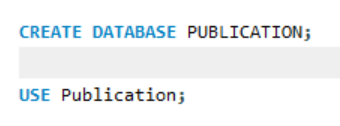 CREATE DATABASE PUBLICATION;
USE Publication;